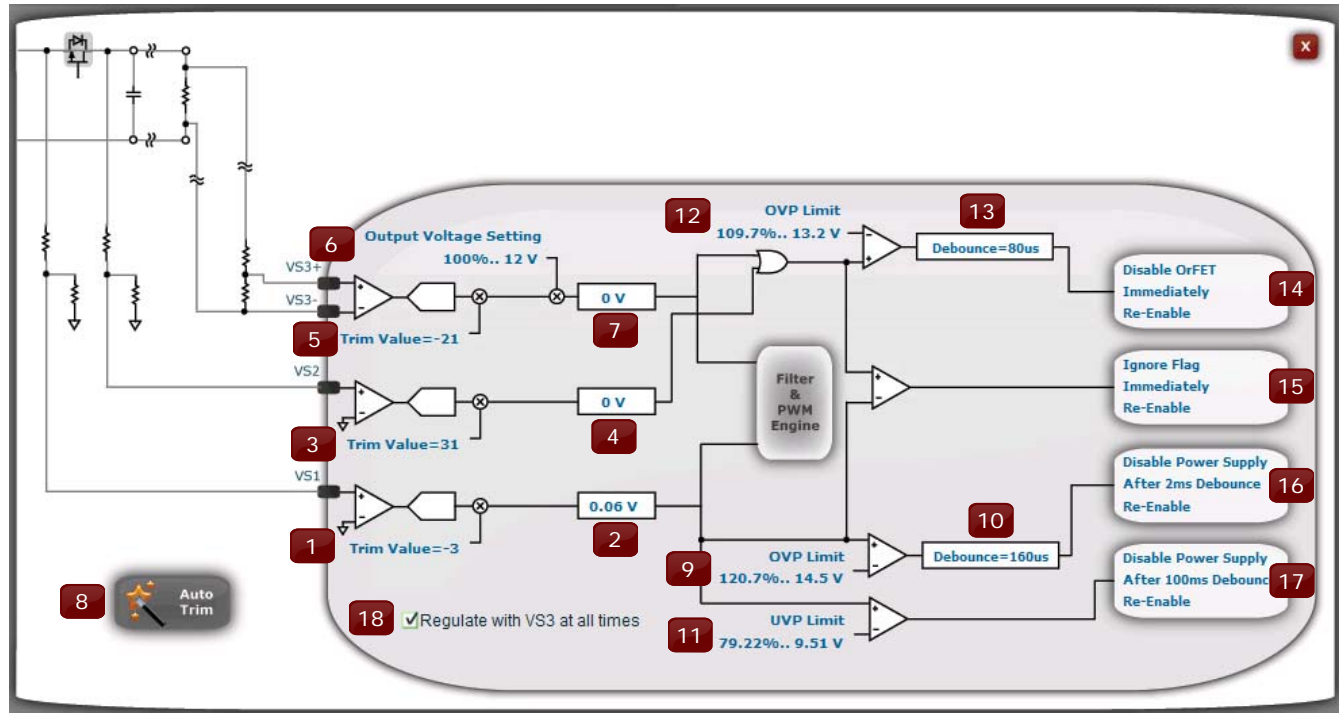 X
12
OVP Limit
109.7%.. 13.2 V
13
Debounce=80us
6
Output Voltage Setting
100%.. 12 V
VS3+
VS3-
0 V
7
5
Trim Value=-21
Disable OrFET
Immediately
Re-Enable
14
VS2
3
Trim Value=31
0 V
4
Filter
&
PWM
Engine
Ignore Flag
Immediately
Re-Enable
15
VS1
1
Trim Value=-3
0.06 V
2
9
OVP Limit
120.7%.. 14.5 V
10
Debounce=160us
Disable Power Supply
After 2ms Debounce
Re-Enable
16
8
Auto
Trim
18
Regulate with VS3 at all times
11
UVP Limit
79.22%.. 9.51 V
Disable Power Supply
After 100ms Debounc
Re-Enable
17